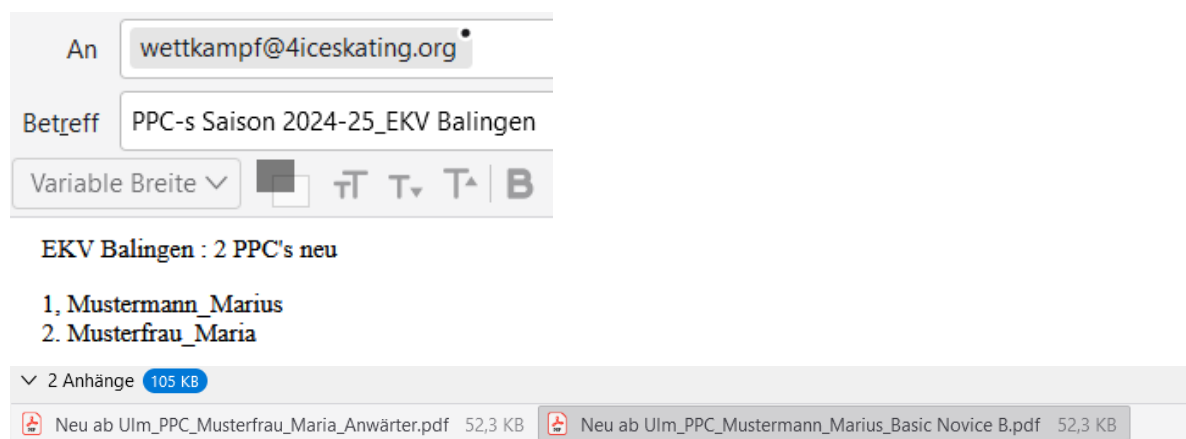 An wettkampf@4iceskating.org
Betreff PPC-s Saison 2024-25_EKV Balingen
Variable Breite T T T B
EKV Balingen : 2 PPC's neu
1, Mustermann_Marius
2. Musterfrau_Maria
2 Anhänge 105 KB
Neu ab Ulm_PPC_Musterfrau_Maria_Anwärter.pdf 52,3 KB Neu ab Ulm_PPC_Mustermann_Marius_Basic Novice B.pdf 52,3 KB